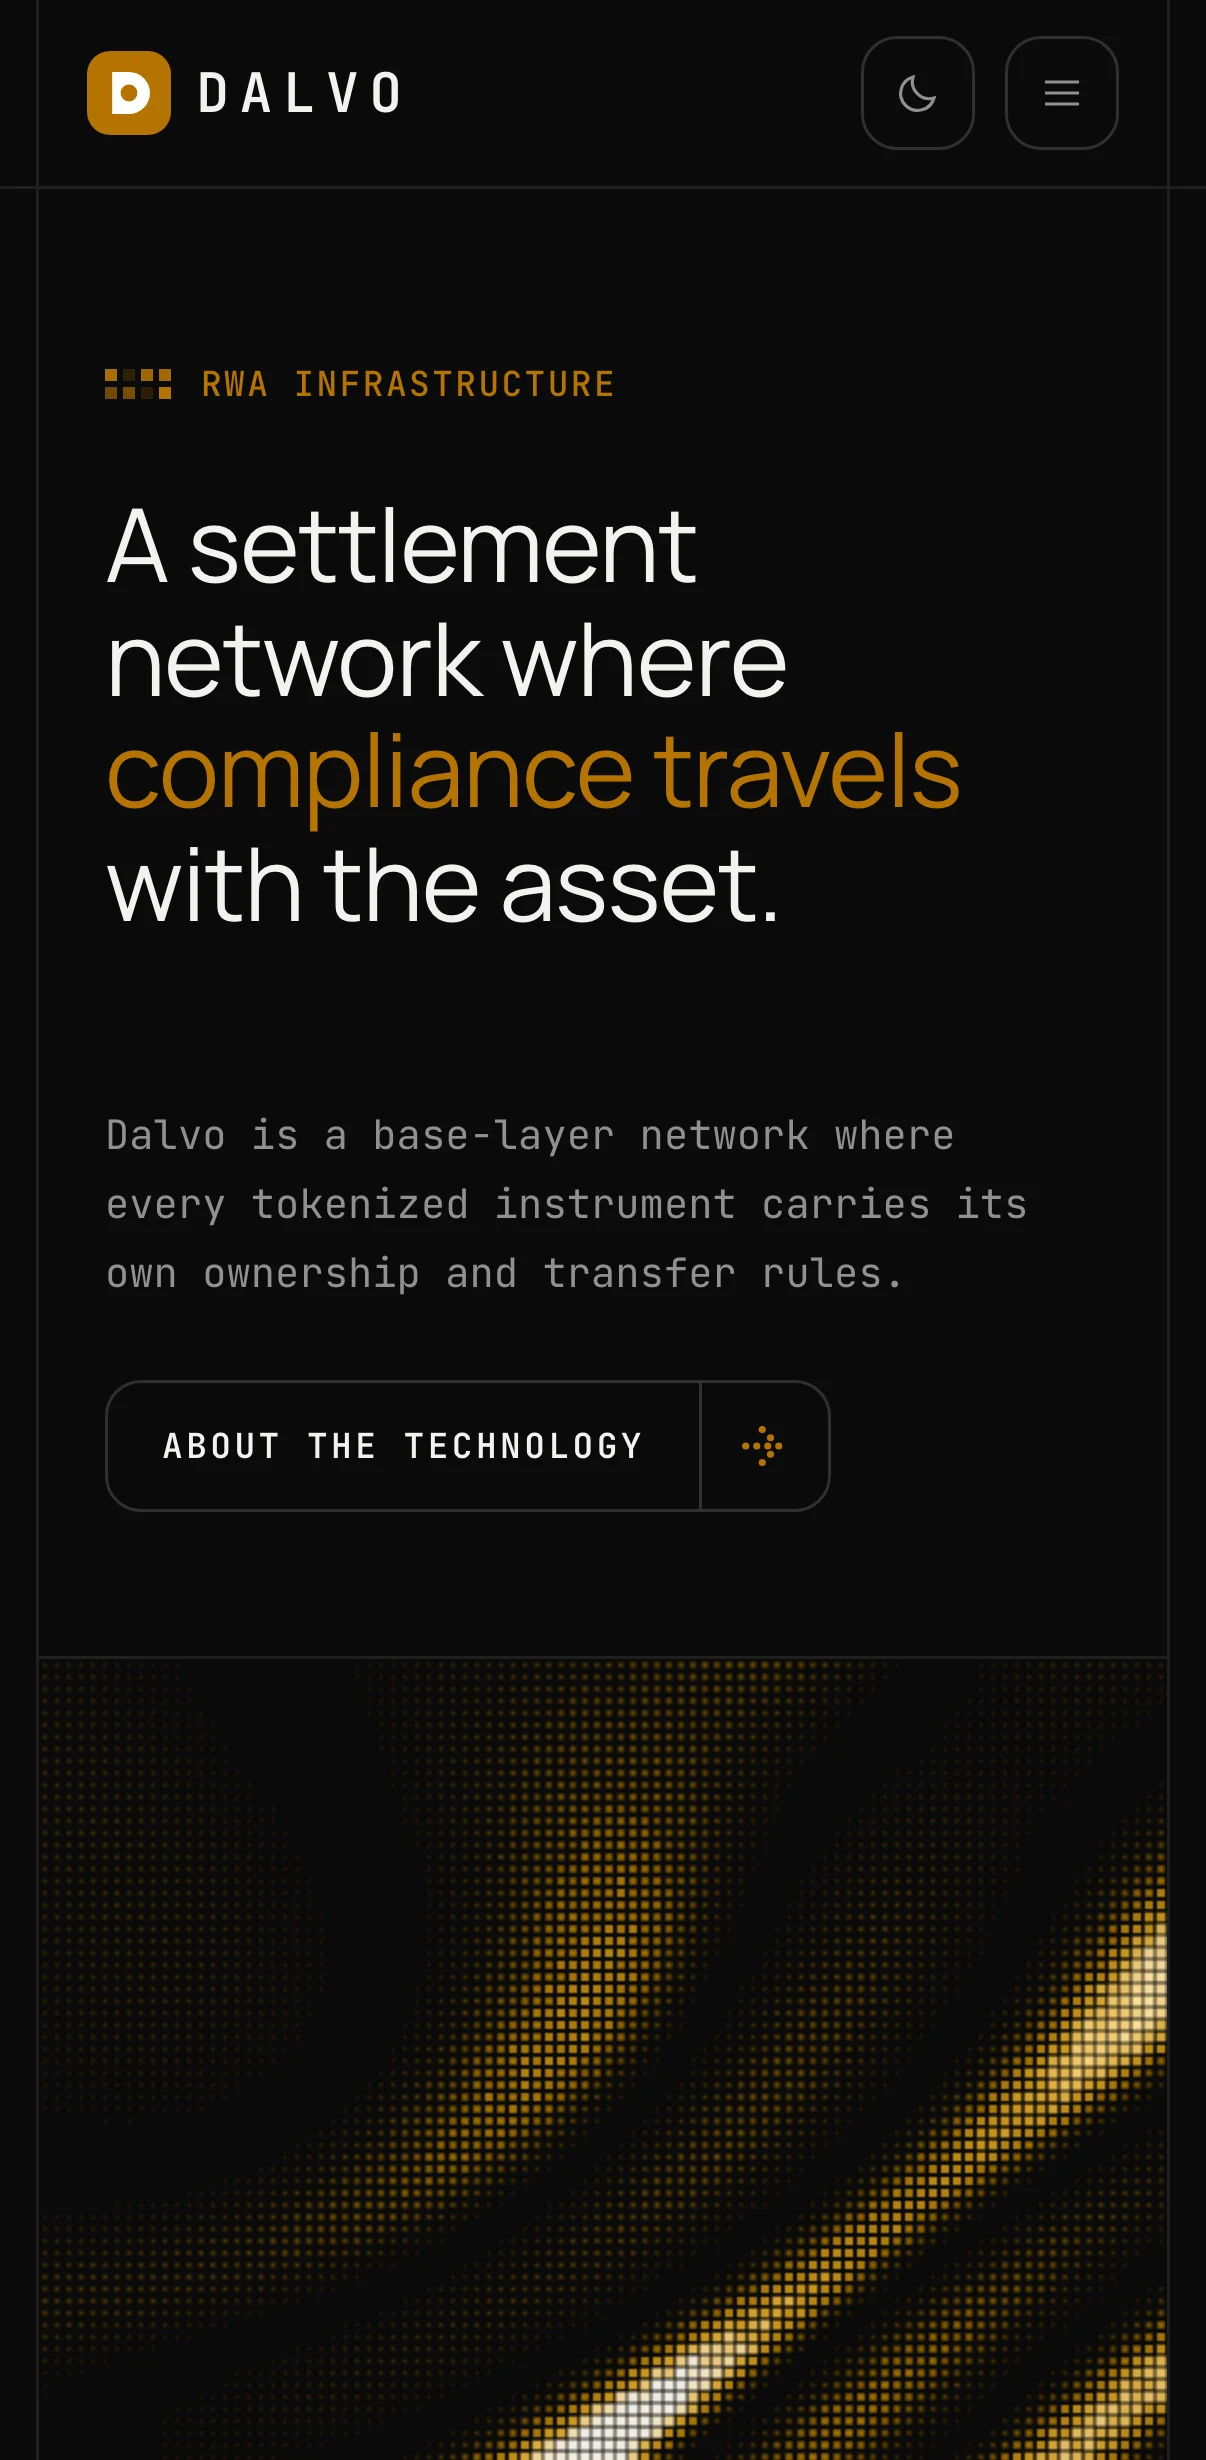 DALVO
RWA INFRASTRUCTURE
A settlement
network where
compliance travels
with the asset.
Dalvo is a base-layer network where
every tokenized instrument carries its
own ownership and transfer rules.
ABOUT THE TECHNOLOGY